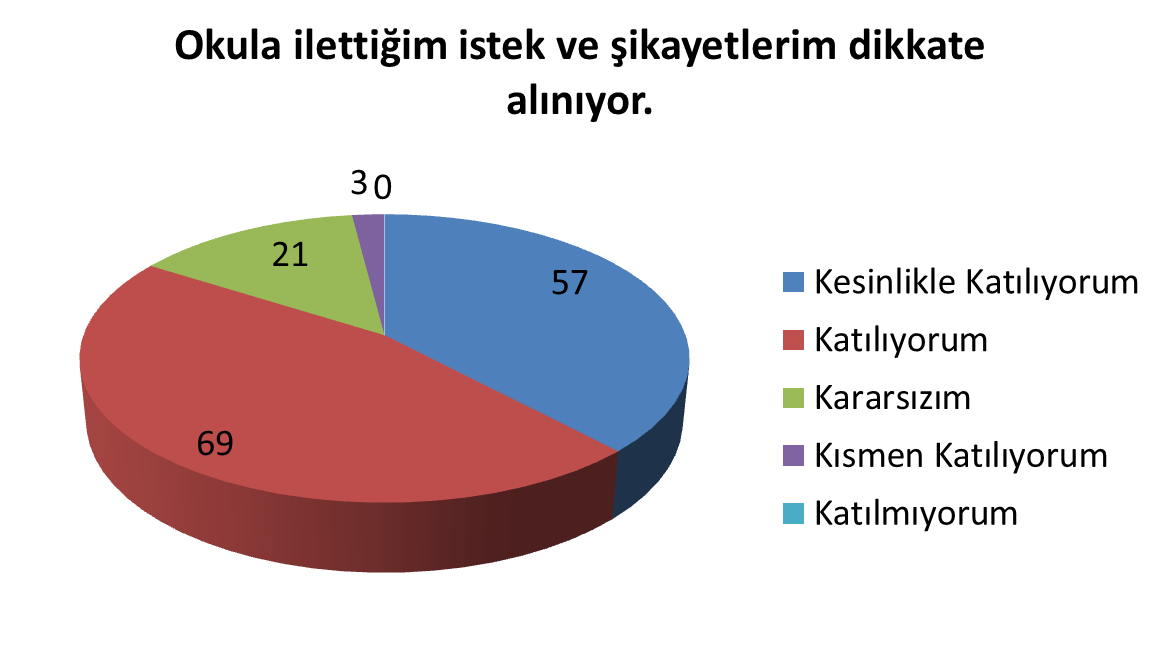 Okula ilettiğim istek ve şikayetlerim dikkate
alınıyor.
3 0
21
57
69
Kesinlikle Katılıyorum
Katılıyorum
Kararsızım
Kısmen Katılıyorum
Katılmıyorum